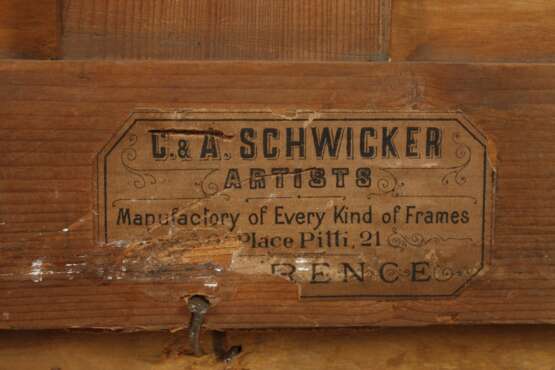 C. & A. SCHWICKER
ARTISTS
Manufactory of Every Kind of Frames
Place Pitti, 21
RENCE